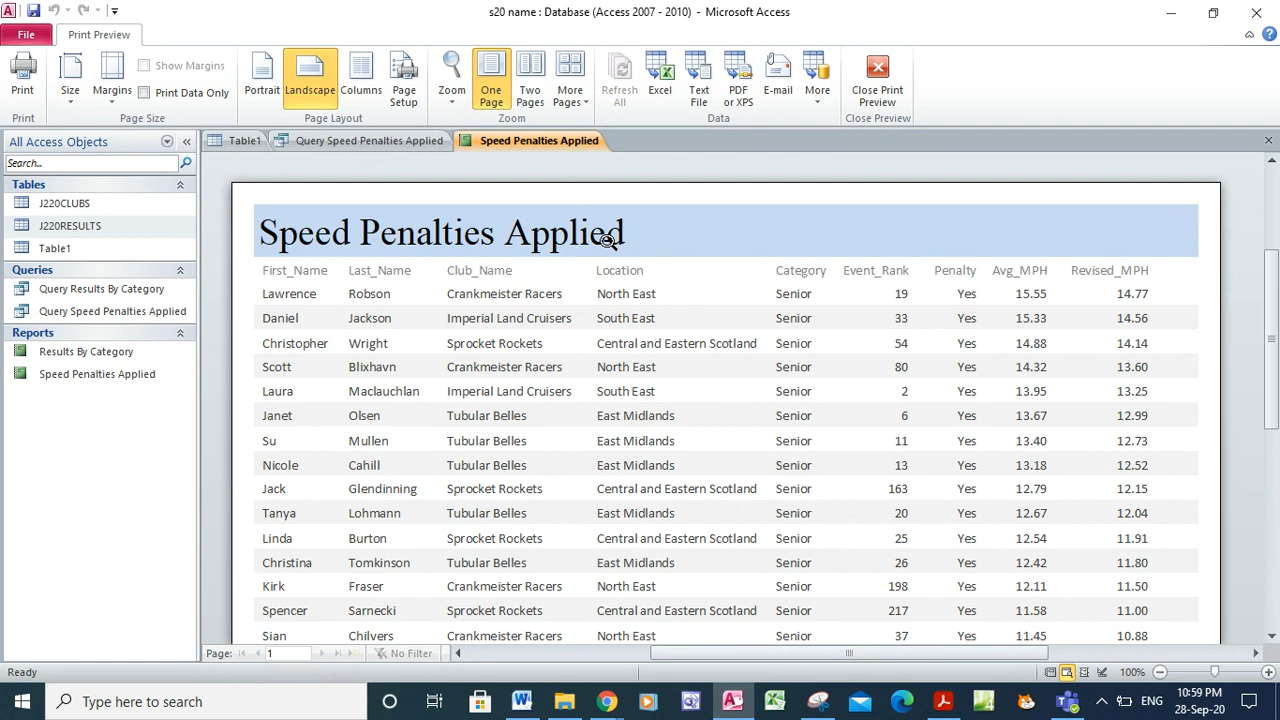 s20 name : Database (Access 2007 - 2010) - Microsoft Access
File Print Preview
Show Margins
Print Data Only
Print Size Margins Portrait Landscape Columns Page Setup Zoom One Page Two Pages More Pages Refresh All Excel Text File PDF or XPS E-mail More Close Print Preview
Print Page Size Page Layout Zoom Data Close Preview
All Access Objects Table1 Query Speed Penalties Applied Speed Penalties Applied
Search...
Tables
J220CLUBS
J220RESULTS
Table1
Queries
Query Results By Category
Query Speed Penalties Applied
Reports
Results By Category
Speed Penalties Applied
Speed Penalties Applied
First_Name Last_Name Club_Name Location Category Event_Rank Penalty Avg_MPH Revised_MPH
Lawrence Robson Crankmeister Racers North East Senior 19 Yes 15.55 14.77
Daniel Jackson Imperial Land Cruisers South East Senior 33 Yes 15.33 14.56
Christopher Wright Sprocket Rockets Central and Eastern Scotland Senior 54 Yes 14.88 14.14
Scott Blixhavn Crankmeister Racers North East Senior 80 Yes 14.32 13.60
Laura Maclauchlan Imperial Land Cruisers South East Senior 2 Yes 13.95 13.25
Janet Olsen Tubular Belles East Midlands Senior 6 Yes 13.67 12.99
Su Mullen Tubular Belles East Midlands Senior 11 Yes 13.40 12.73
Nicole Cahill Tubular Belles East Midlands Senior 13 Yes 13.18 12.52
Jack Glendinning Sprocket Rockets Central and Eastern Scotland Senior 163 Yes 12.79 12.15
Tanya Lohmann Tubular Belles East Midlands Senior 20 Yes 12.67 12.04
Linda Burton Sprocket Rockets Central and Eastern Scotland Senior 25 Yes 12.54 11.91
Christina Tomkinson Tubular Belles East Midlands Senior 26 Yes 12.42 11.80
Kirk Fraser Crankmeister Racers North East Senior 198 Yes 12.11 11.50
Spencer Sarnecki Sprocket Rockets Central and Eastern Scotland Senior 217 Yes 11.58 11.00
Sian Chilvers Crankmeister Racers North East Senior 37 Yes 11.45 10.88
Page: 1 No Filter
Ready 100%
Type here to search ENG 10:59 PM
28-Sep-20